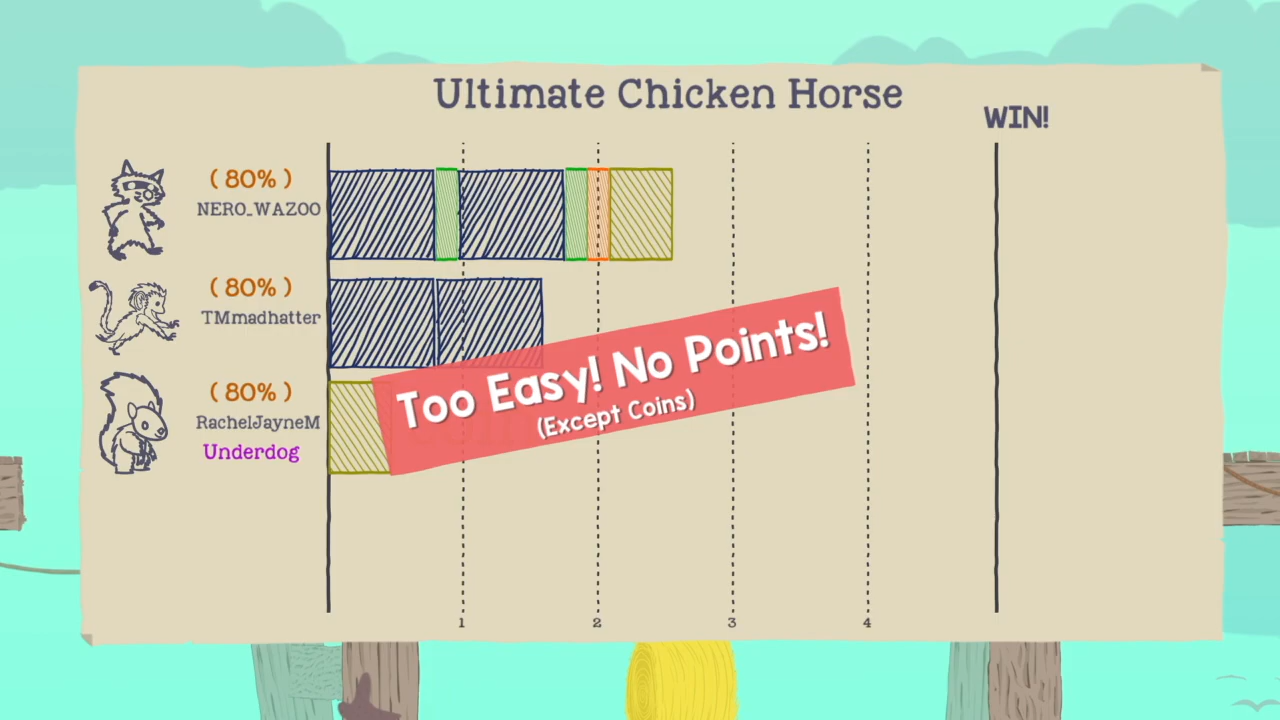 Ultimate Chicken Horse
WIN!
( 80% )
NERO_WAZOO
( 80% )
TMmadhatter
( 80% )
RachelJayneM
Underdog
Too Easy! No Points!
(Except Coins)
1 2 3 4